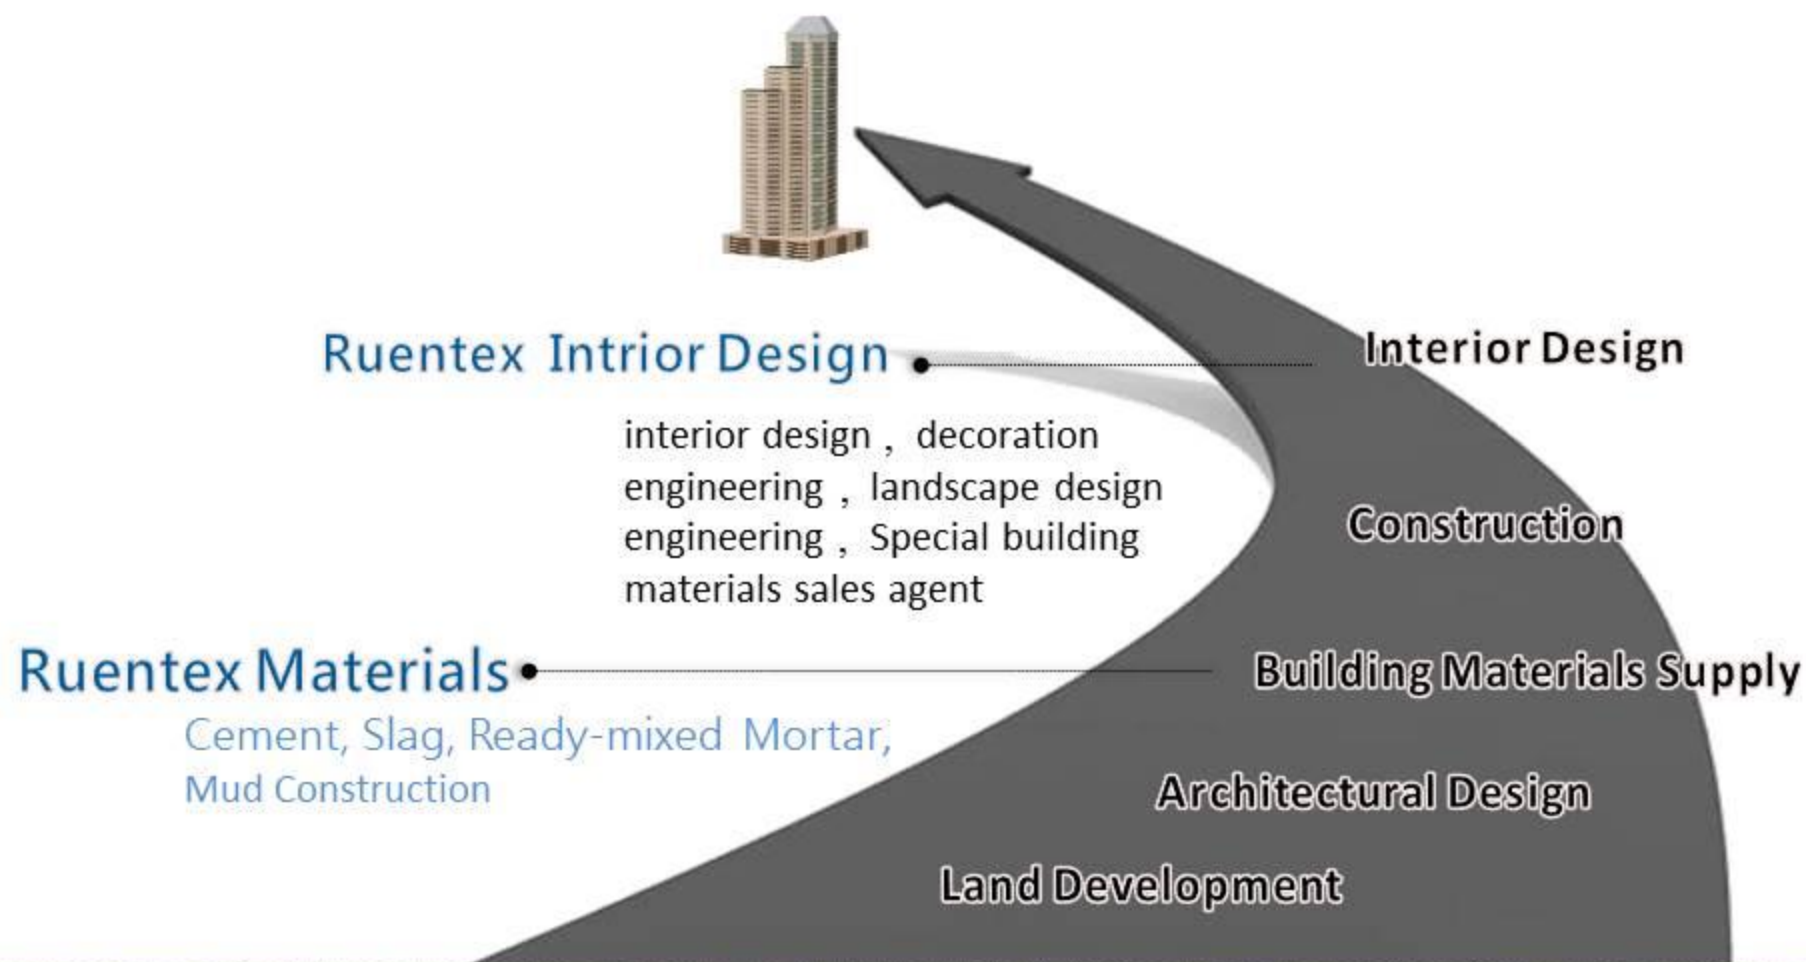 Ruentex Intrior Design
Interior Design
interior design , decoration
engineering , landscape design
engineering , Special building
materials sales agent
Construction
Ruentex Materials
Building Materials Supply
Cement, Slag, Ready-mixed Mortar,
Mud Construction
Architectural Design
Land Development